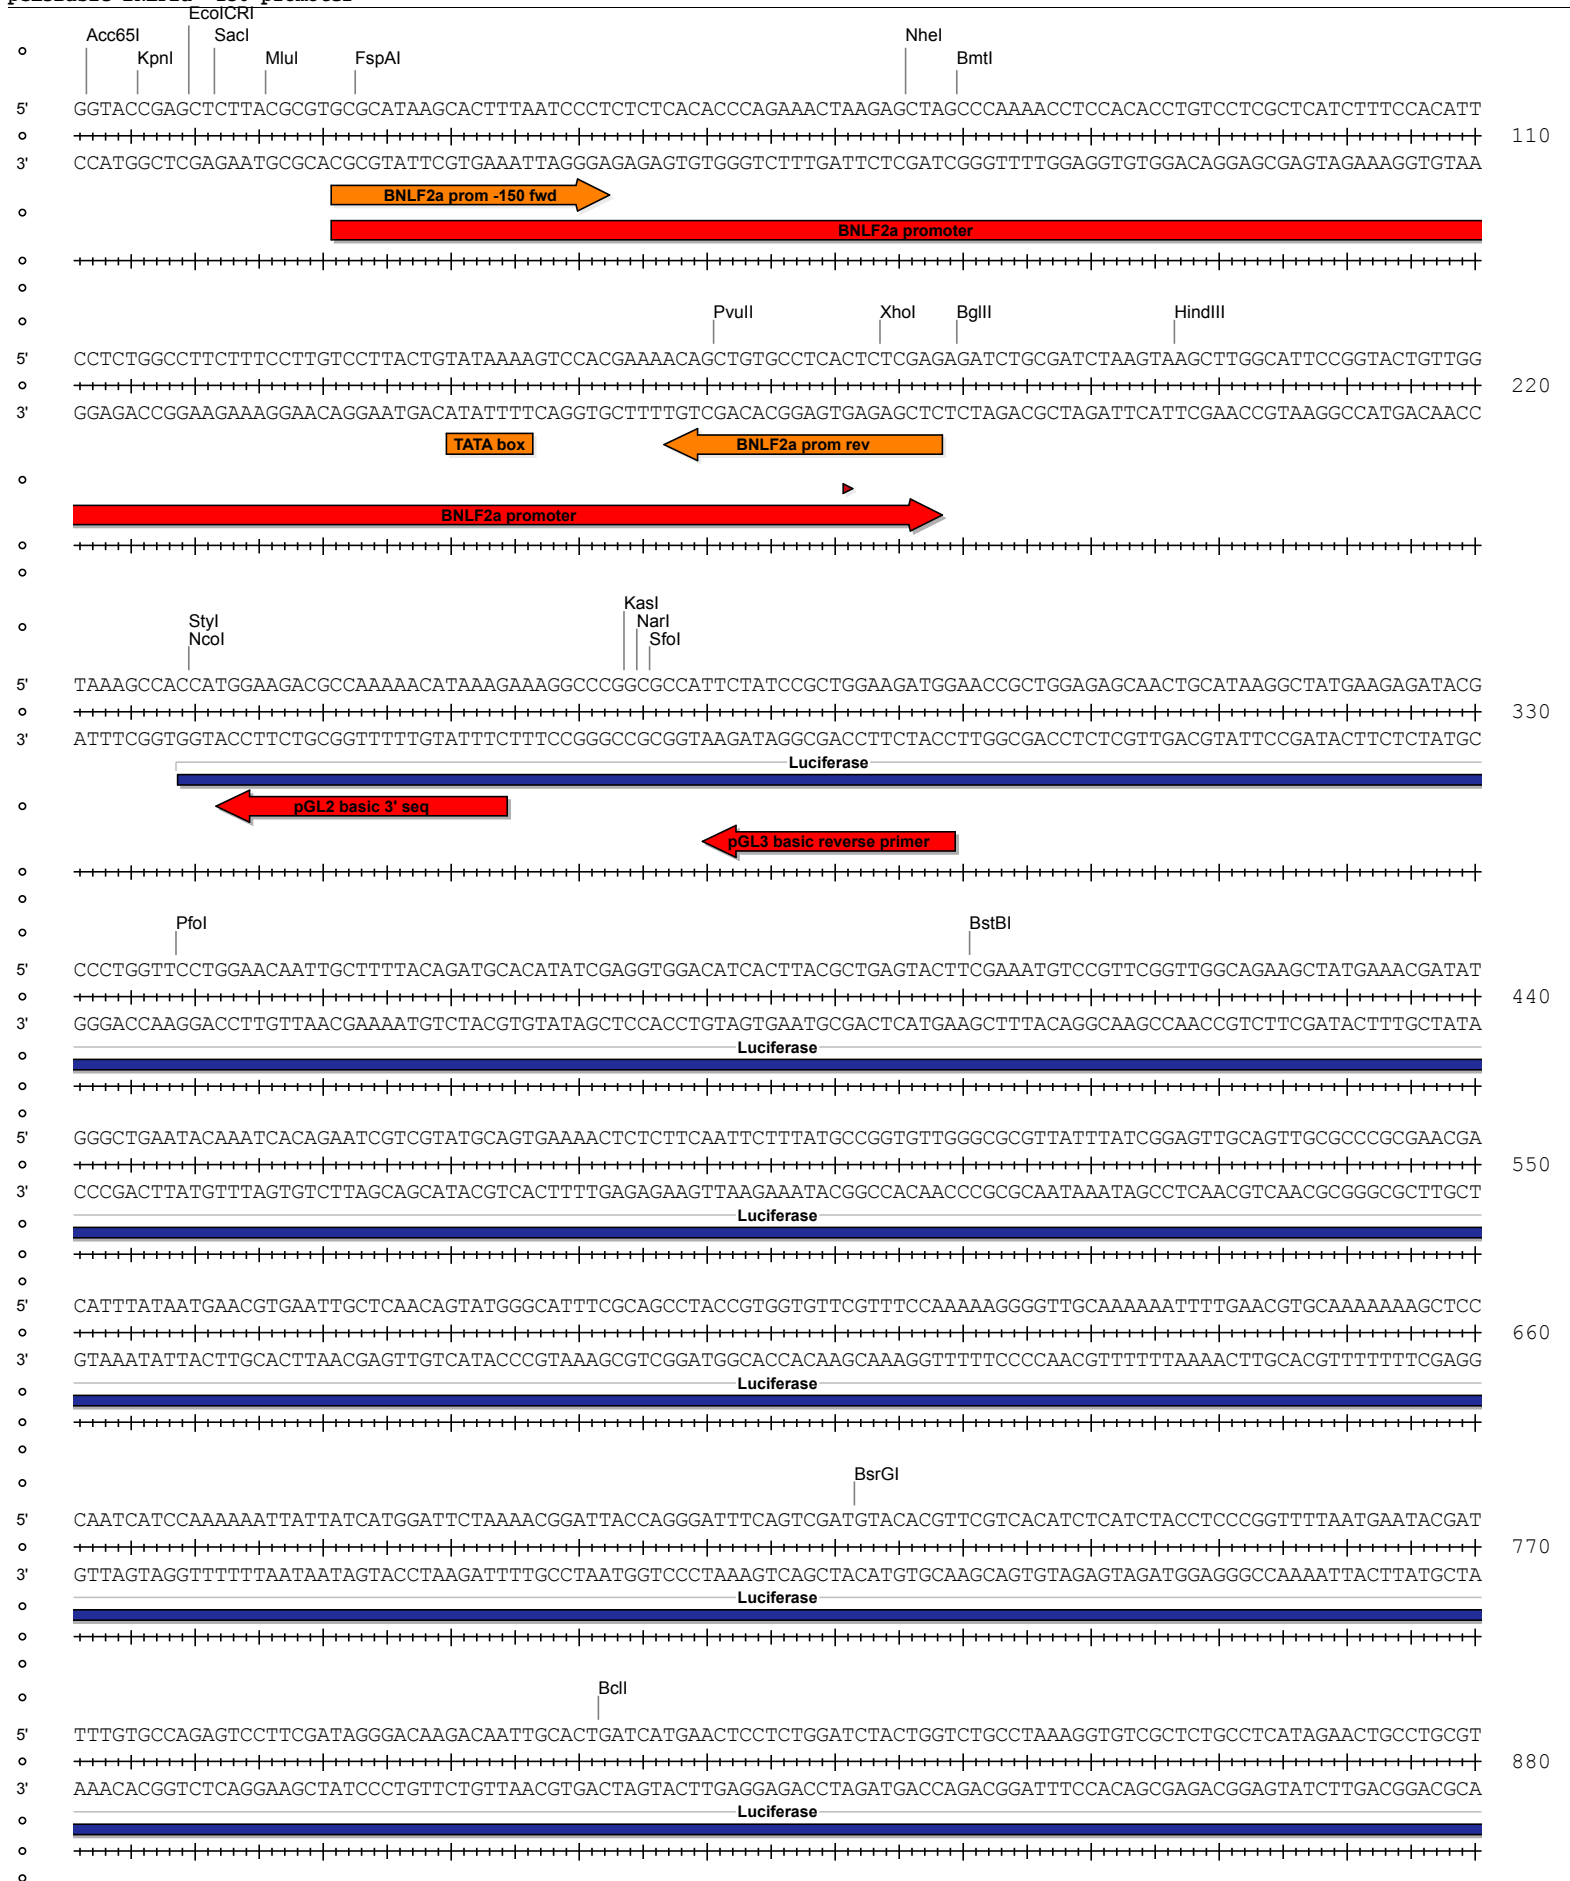 EcoICRI
Acc65I SacI NheI
KpnI MluI FspAI BmtI
5' GGTACCGAGCTCTTACGCGTGCGCATAAGCACTTTAATCCCTCTCTCACACCCAGAAACTAAGAGCTAGCCCAAAACCTCCACACCTGTCCTCGCTCATCTTTCCACATT
110
3' CCATGGCTCGAGAATGCGCACGCGTATTCGTGAAATTAGGGAGAGAGTGTGGGTCTTTGATTCTCGATCGGGTTTTGGAGGTGTGGACAGGAGCGAGTAGAAAGGTGTAA
BNLF2a prom -150 fwd
BNLF2a promoter
PvuII XhoI BglII HindIII
5' CCTCTGGCCTTCTTTCCTTGTCCTTACTGTATAAAAGTCCACGAAAACAGCTGTGCCTCACTCTCGAGAGATCTGCGATCTAAGTAAGCTTGGCATTCCGGTACTGTTGG
220
3' GGAGACCGGAAGAAAGGAACAGGAATGACATATTTTCAGGTGCTTTTGTCGACACGGAGTGAGAGCTCTCTAGACGCTAGATTCATTCGAACCGTAAGGCCATGACAACC
TATA box BNLF2a prom rev
BNLF2a promoter
KasI
StyI NarI
NcoI SfoI
5' TAAAGCCACCATGGAAGACGCCAAAAACATAAAGAAAGGCCCGGCGCCATTCTATCCGCTGGAAGATGGAACCGCTGGAGAGCAACTGCATAAGGCTATGAAGAGATACG
330
3' ATTTCGGTGGTACCTTCTGCGGTTTTTGTATTTCTTTCCGGGCCGCGGTAAGATAGGCGACCTTCTACCTTGGCGACCTCTCGTTGACGTATTCCGATACTTCTCTATGC
Luciferase
pGL2 basic 3' seq
pGL3 basic reverse primer
PfoI BstBI
5' CCCTGGTTCCTGGAACAATTGCTTTTACAGATGCACATATCGAGGTGGACATCACTTACGCTGAGTACTTCGAAATGTCCGTTCGGTTGGCAGAAGCTATGAAACGATAT
440
3' GGGACCAAGGACCTTGTTAACGAAAATGTCTACGTGTATAGCTCCACCTGTAGTGAATGCGACTCATGAAGCTTTACAGGCAAGCCAACCGTCTTCGATACTTTGCTATA
Luciferase
5' GGGCTGAATACAAATCACAGAATCGTCGTATGCAGTGAAAACTCTCTTCAATTCTTTATGCCGGTGTTGGGCGCGTTATTTATCGGAGTTGCAGTTGCGCCCGCGAACGA
550
3' CCCGACTTATGTTTAGTGTCTTAGCAGCATACGTCACTTTTGAGAGAAGTTAAGAAATACGGCCACAACCCGCGCAATAAATAGCCTCAACGTCAACGCGGGCGCTTGCT
Luciferase
5' CATTTATAATGAACGTGAATTGCTCAACAGTATGGGCATTTCGCAGCCTACCGTGGTGTTCGTTTCCAAAAAGGGGTTGCAAAAAATTTTGAACGTGCAAAAAAAGCTCC
660
3' GTAAATATTACTTGCACTTAACGAGTTGTCATACCCGTAAAGCGTCGGATGGCACCACAAGCAAAGGTTTTTCCCCAACGTTTTTTAAAACTTGCACGTTTTTTTCGAGG
Luciferase
BsrGI
5' CAATCATCCAAAAAATTATTATCATGGATTCTAAAACGGATTACCAGGGATTTCAGTCGATGTACACGTTCGTCACATCTCATCTACCTCCCGGTTTTAATGAATACGAT
770
3' GTTAGTAGGTTTTTTAATAATAGTACCTAAGATTTTGCCTAATGGTCCCTAAAGTCAGCTACATGTGCAAGCAGTGTAGAGTAGATGGAGGGCCAAAATTACTTATGCTA
Luciferase
BclI
5' TTTGTGCCAGAGTCCTTCGATAGGGACAAGACAATTGCACTGATCATGAACTCCTCTGGATCTACTGGTCTGCCTAAAGGTGTCGCTCTGCCTCATAGAACTGCCTGCGT
880
3' AAACACGGTCTCAGGAAGCTATCCCTGTTCTGTTAACGTGACTAGTACTTGAGGAGACCTAGATGACCAGACGGATTTCCACAGCGAGACGGAGTATCTTGACGGACGCA
Luciferase